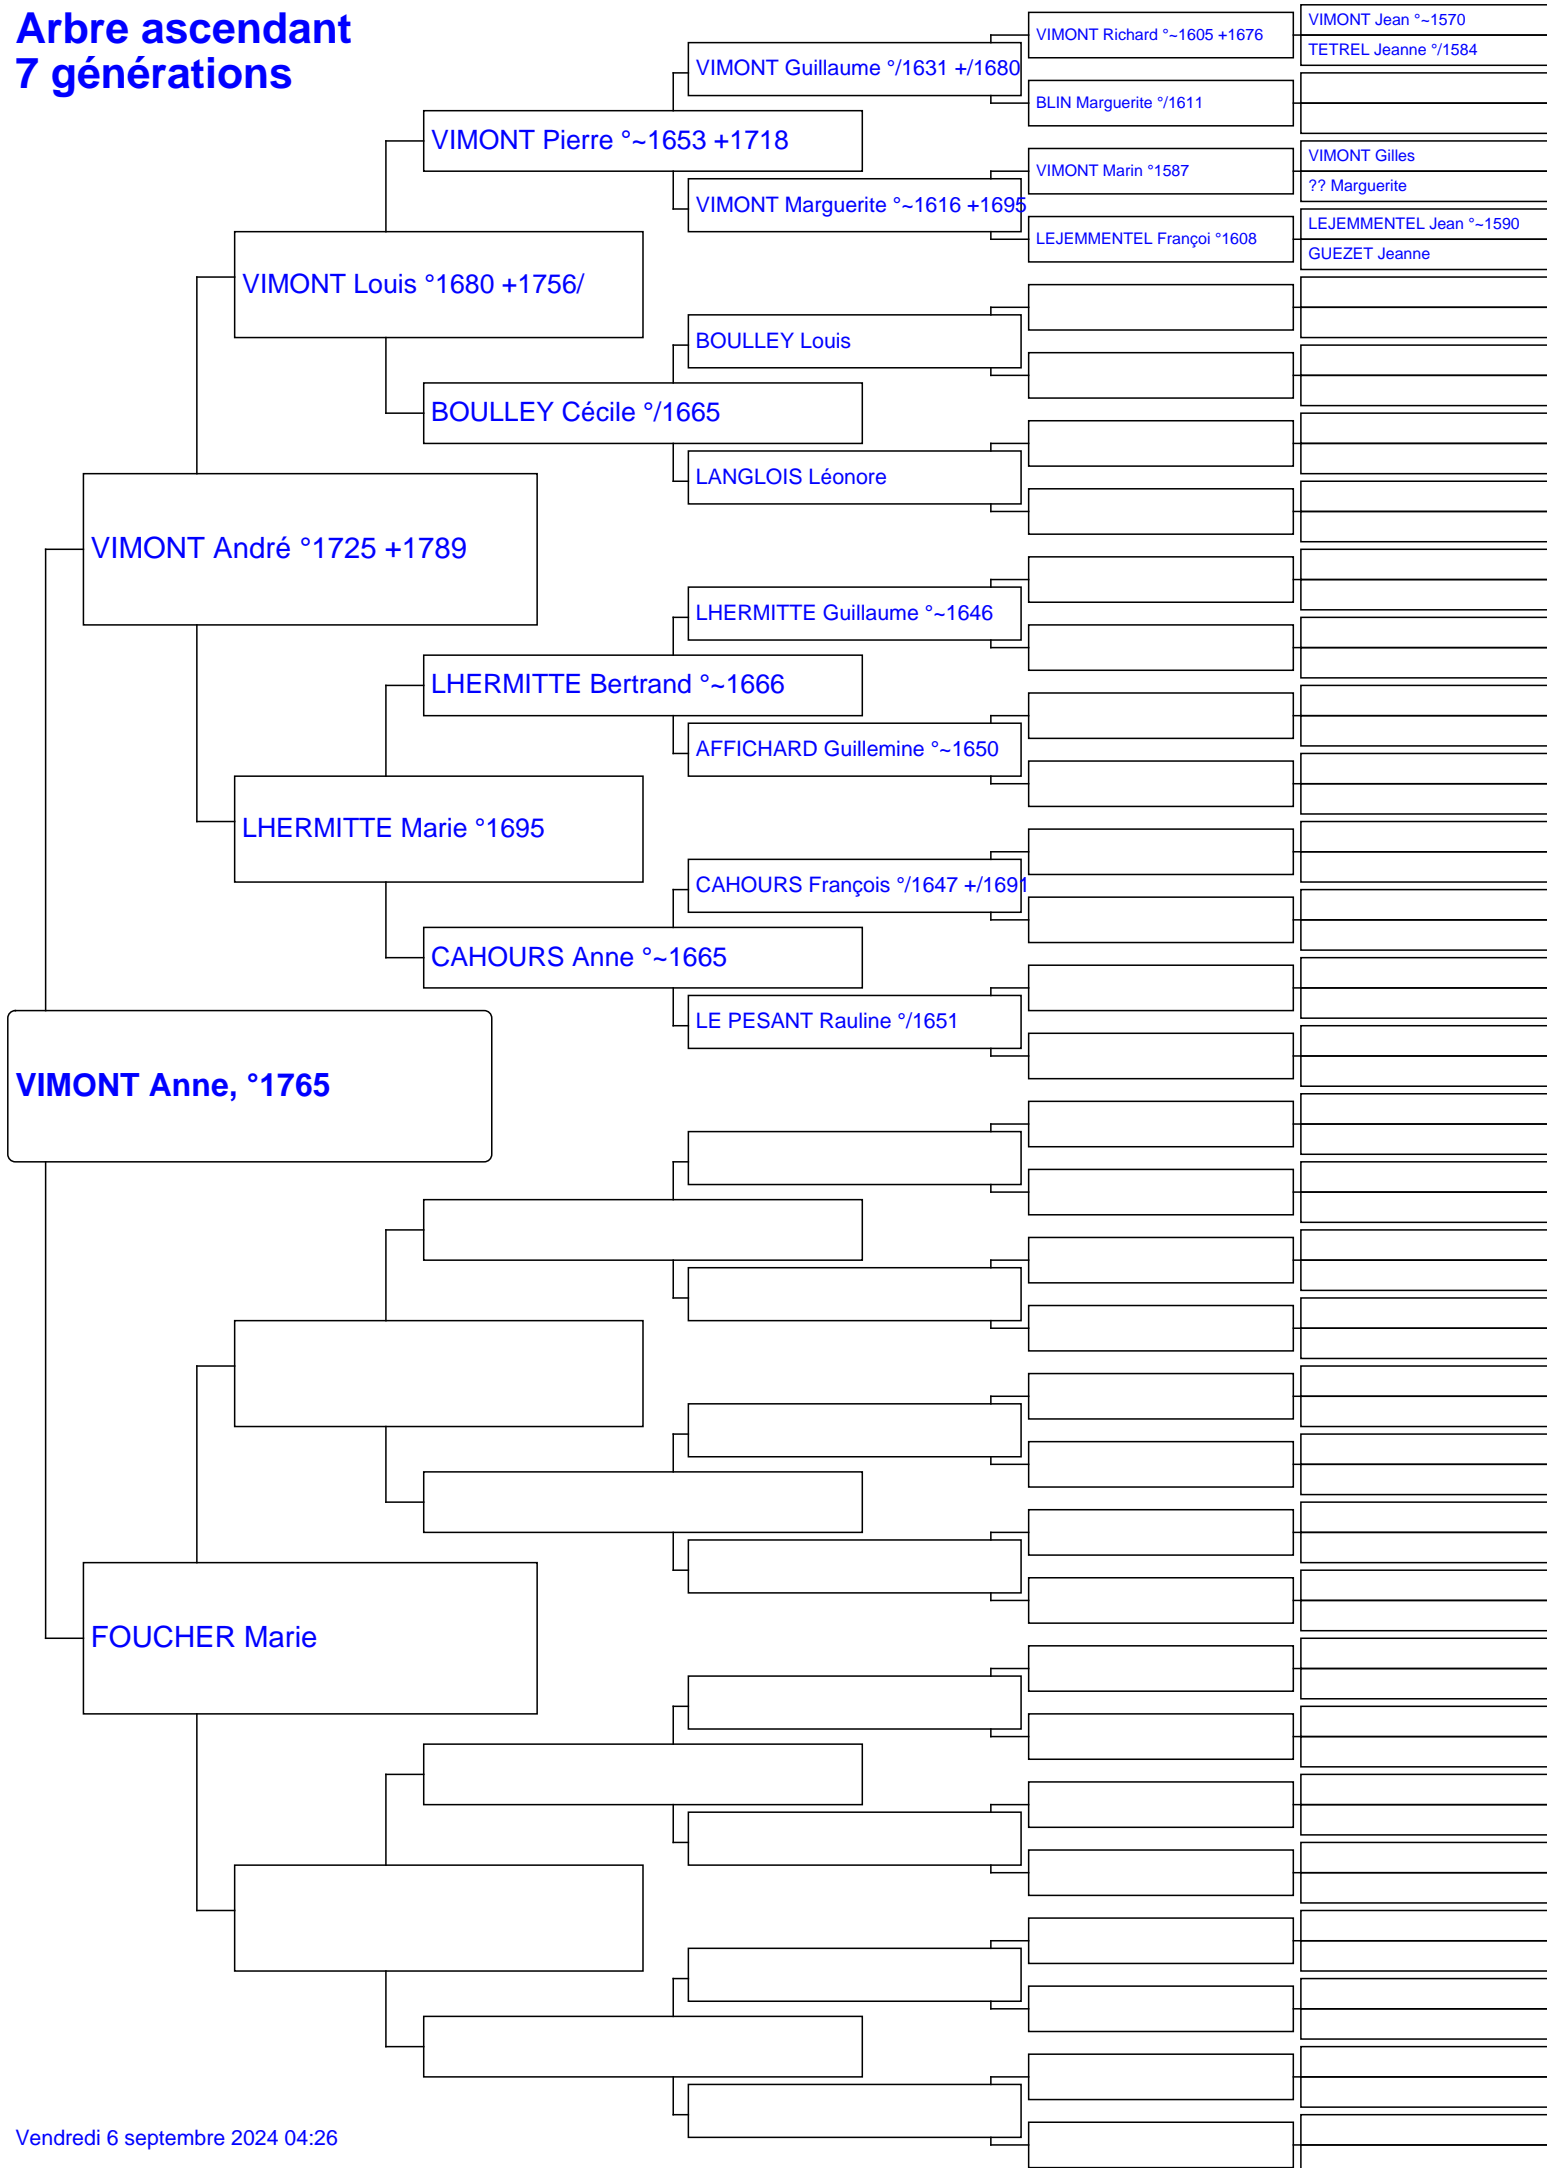 Arbre ascendant
7 générations
VIMONT Jean °~1570
VIMONT Richard °~1605 +1676
TETREL Jeanne °/1584
VIMONT Guillaume °/1631 +/1680
BLIN Marguerite °/1611
VIMONT Pierre °~1653 +1718
VIMONT Gilles
VIMONT Marin °1587
?? Marguerite
VIMONT Marguerite °~1616 +1695
LEJEMMENTEL Jean °~1590
LEJEMMENTEL Françoi °1608
GUEZET Jeanne
VIMONT Louis °1680 +1756/
BOULLEY Louis
BOULLEY Cécile °/1665
LANGLOIS Léonore
VIMONT André °1725 +1789
LHERMITTE Guillaume °~1646
LHERMITTE Bertrand °~1666
AFFICHARD Guillemine °~1650
LHERMITTE Marie °1695
CAHOURS François °/1647 +/1691
CAHOURS Anne °~1665
LE PESANT Rauline °/1651
VIMONT Anne, °1765
FOUCHER Marie
Vendredi 6 septembre 2024 04:26